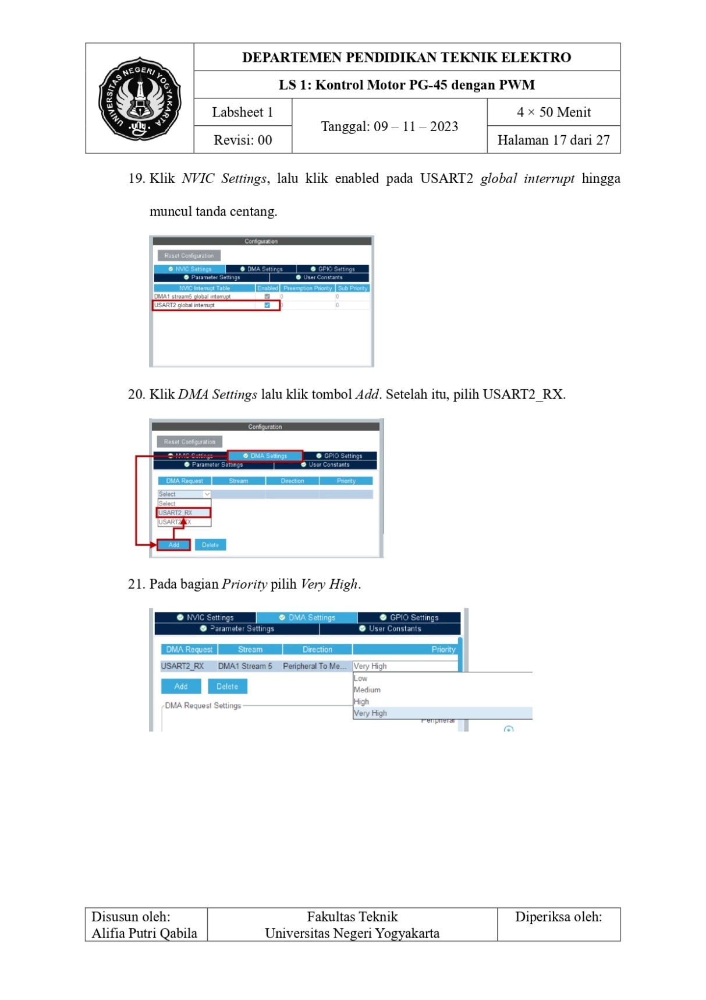 UNIVERSITAS NEGERI YOGYAKARTA
uny
DEPARTEMEN PENDIDIKAN TEKNIK ELEKTRO
LS 1: Kontrol Motor PG-45 dengan PWM
Labsheet 1
Tanggal: 09 – 11 – 2023
4 × 50 Menit
Revisi: 00
Halaman 17 dari 27
19. Klik NVIC Settings, lalu klik enabled pada USART2 global interrupt hingga
muncul tanda centang.
Configuration
Reset Configuration
NVIC Settings DMA Settings GPIO Settings
Parameter Settings User Constants
NVIC Interrupt Table Enabled Preemption Priority Sub Priority
DMA1 stream5 global interrupt 0 0
USART2 global interrupt 0 0
20. Klik DMA Settings lalu klik tombol Add. Setelah itu, pilih USART2_RX.
Configuration
Reset Configuration
NVIC Settings DMA Settings GPIO Settings
Parameter Settings User Constants
DMA Request Stream Direction Priority
Select
Select
USART2_RX
USART2_TX
Add Delete
21. Pada bagian Priority pilih Very High.
NVIC Settings DMA Settings GPIO Settings
Parameter Settings User Constants
DMA Request Stream Direction Priority
USART2_RX DMA1 Stream 5 Peripheral To Me... Very High
Low
Medium
High
Very High
Add Delete
DMA Request Settings
Peripheral
Disusun oleh:
Alifia Putri Qabila
Fakultas Teknik
Universitas Negeri Yogyakarta
Diperiksa oleh: